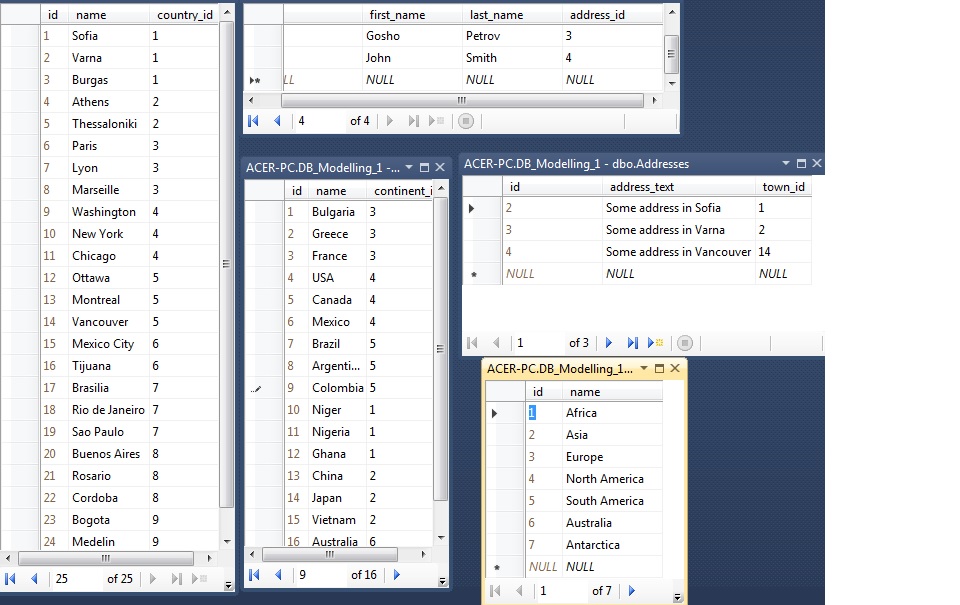 id name country_id
1 Sofia 1
2 Varna 1
3 Burgas 1
4 Athens 2
5 Thessaloniki 2
6 Paris 3
7 Lyon 3
8 Marseille 3
9 Washington 4
10 New York 4
11 Chicago 4
12 Ottawa 5
13 Montreal 5
14 Vancouver 5
15 Mexico City 6
16 Tijuana 6
17 Brasilia 7
18 Rio de Janeiro 7
19 Sao Paulo 7
20 Buenos Aires 8
21 Rosario 8
22 Cordoba 8
23 Bogota 9
24 Medelin 9
25 of 25
first_name last_name address_id
Gosho Petrov 3
John Smith 4
LL NULL NULL NULL
4 of 4
ACER-PC.DB_Modelling_1 -...
id name continent_i
1 Bulgaria 3
2 Greece 3
3 France 3
4 USA 4
5 Canada 4
6 Mexico 4
7 Brazil 5
8 Argenti... 5
9 Colombia 5
10 Niger 1
11 Nigeria 1
12 Ghana 1
13 China 2
14 Japan 2
15 Vietnam 2
16 Australia 6
9 of 16
ACER-PC.DB_Modelling_1 - dbo.Addresses
id address_text town_id
2 Some address in Sofia 1
3 Some address in Varna 2
4 Some address in Vancouver 14
NULL NULL NULL
1 of 3
ACER-PC.DB_Modelling_1...
id name
1 Africa
2 Asia
3 Europe
4 North America
5 South America
6 Australia
7 Antarctica
NULL NULL
1 of 7